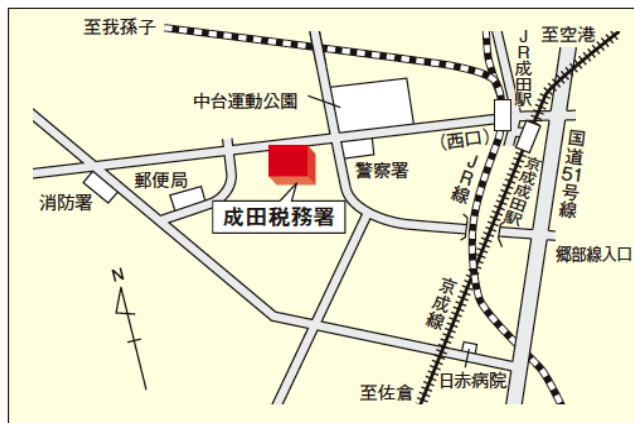 至我孫子
至空港
JR成田駅
中台運動公園
(西口)
国道51号線
消防署
郵便局
警察署
JR線
京成成田駅
成田税務署
郷部線入口
N
京成線
日赤病院
至佐倉